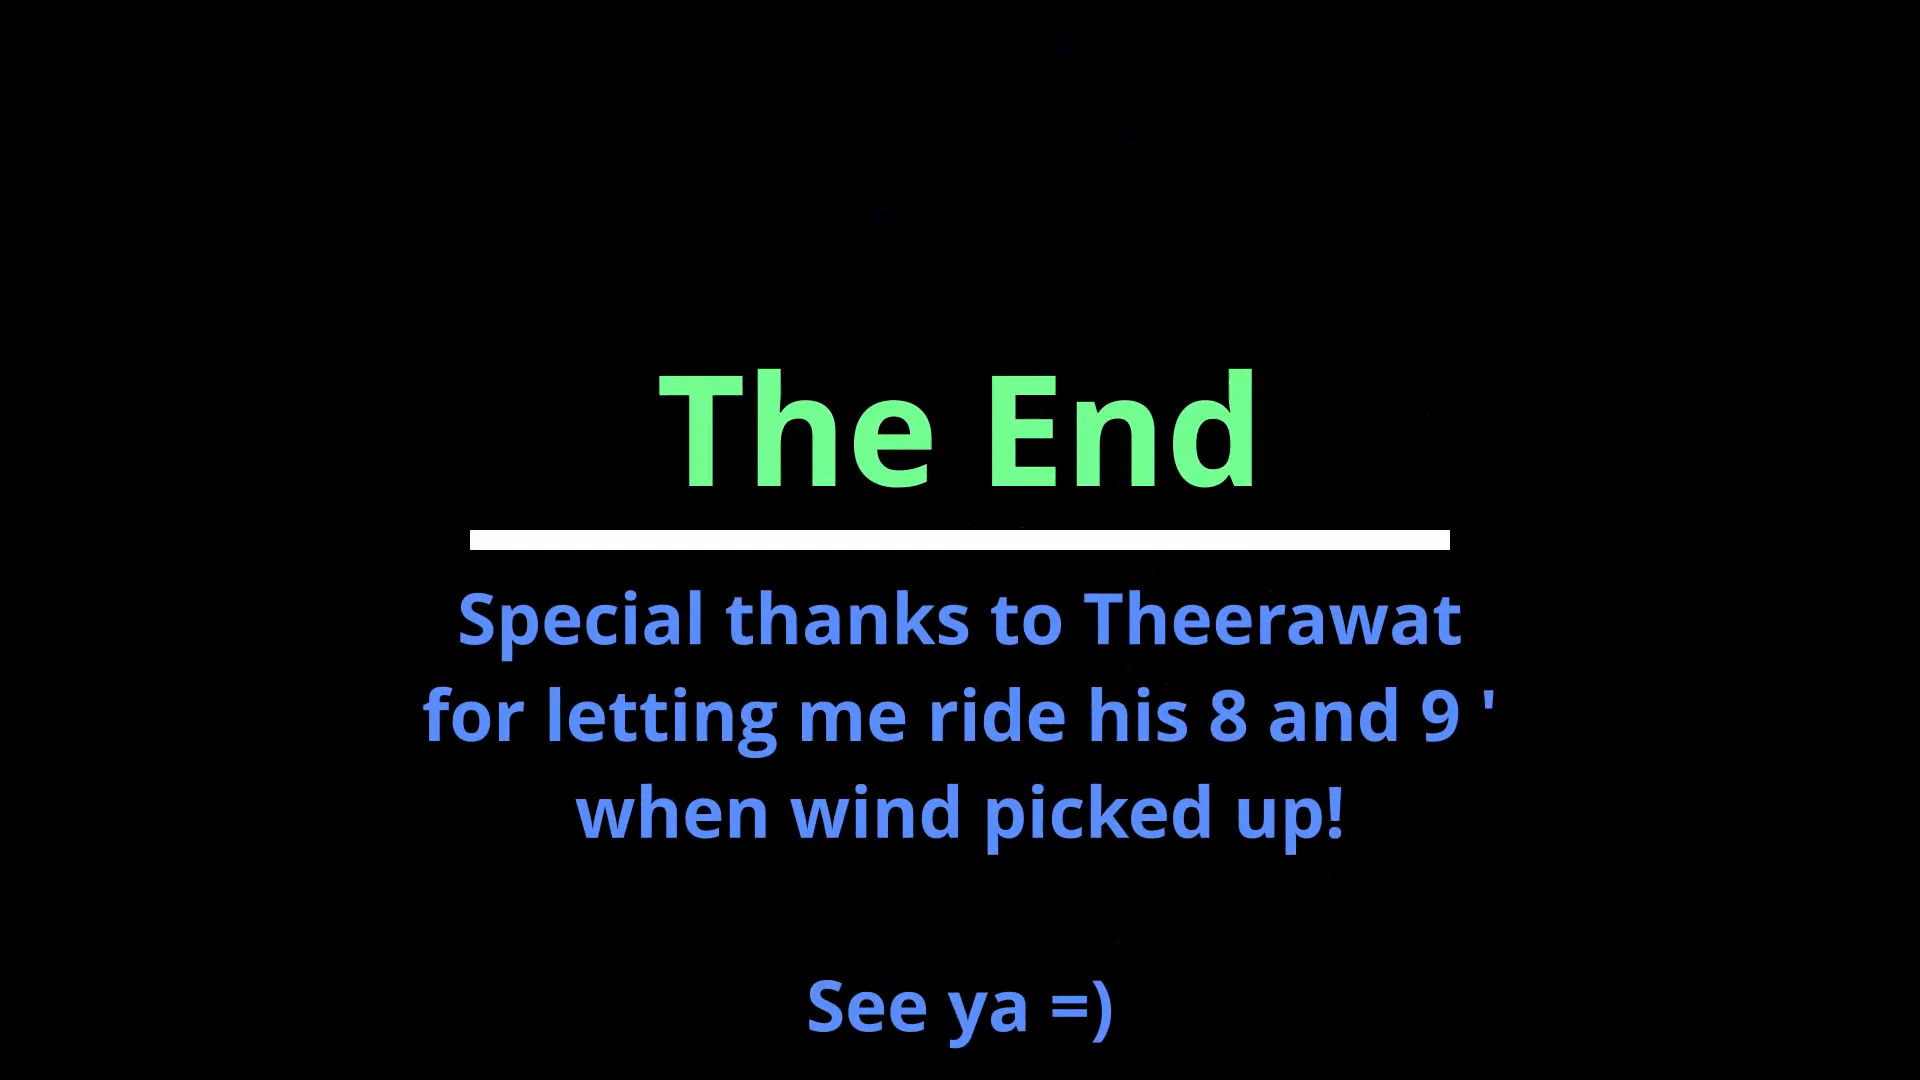 The End
Special thanks to Theerawat
for letting me ride his 8 and 9 '
when wind picked up!
See ya =)